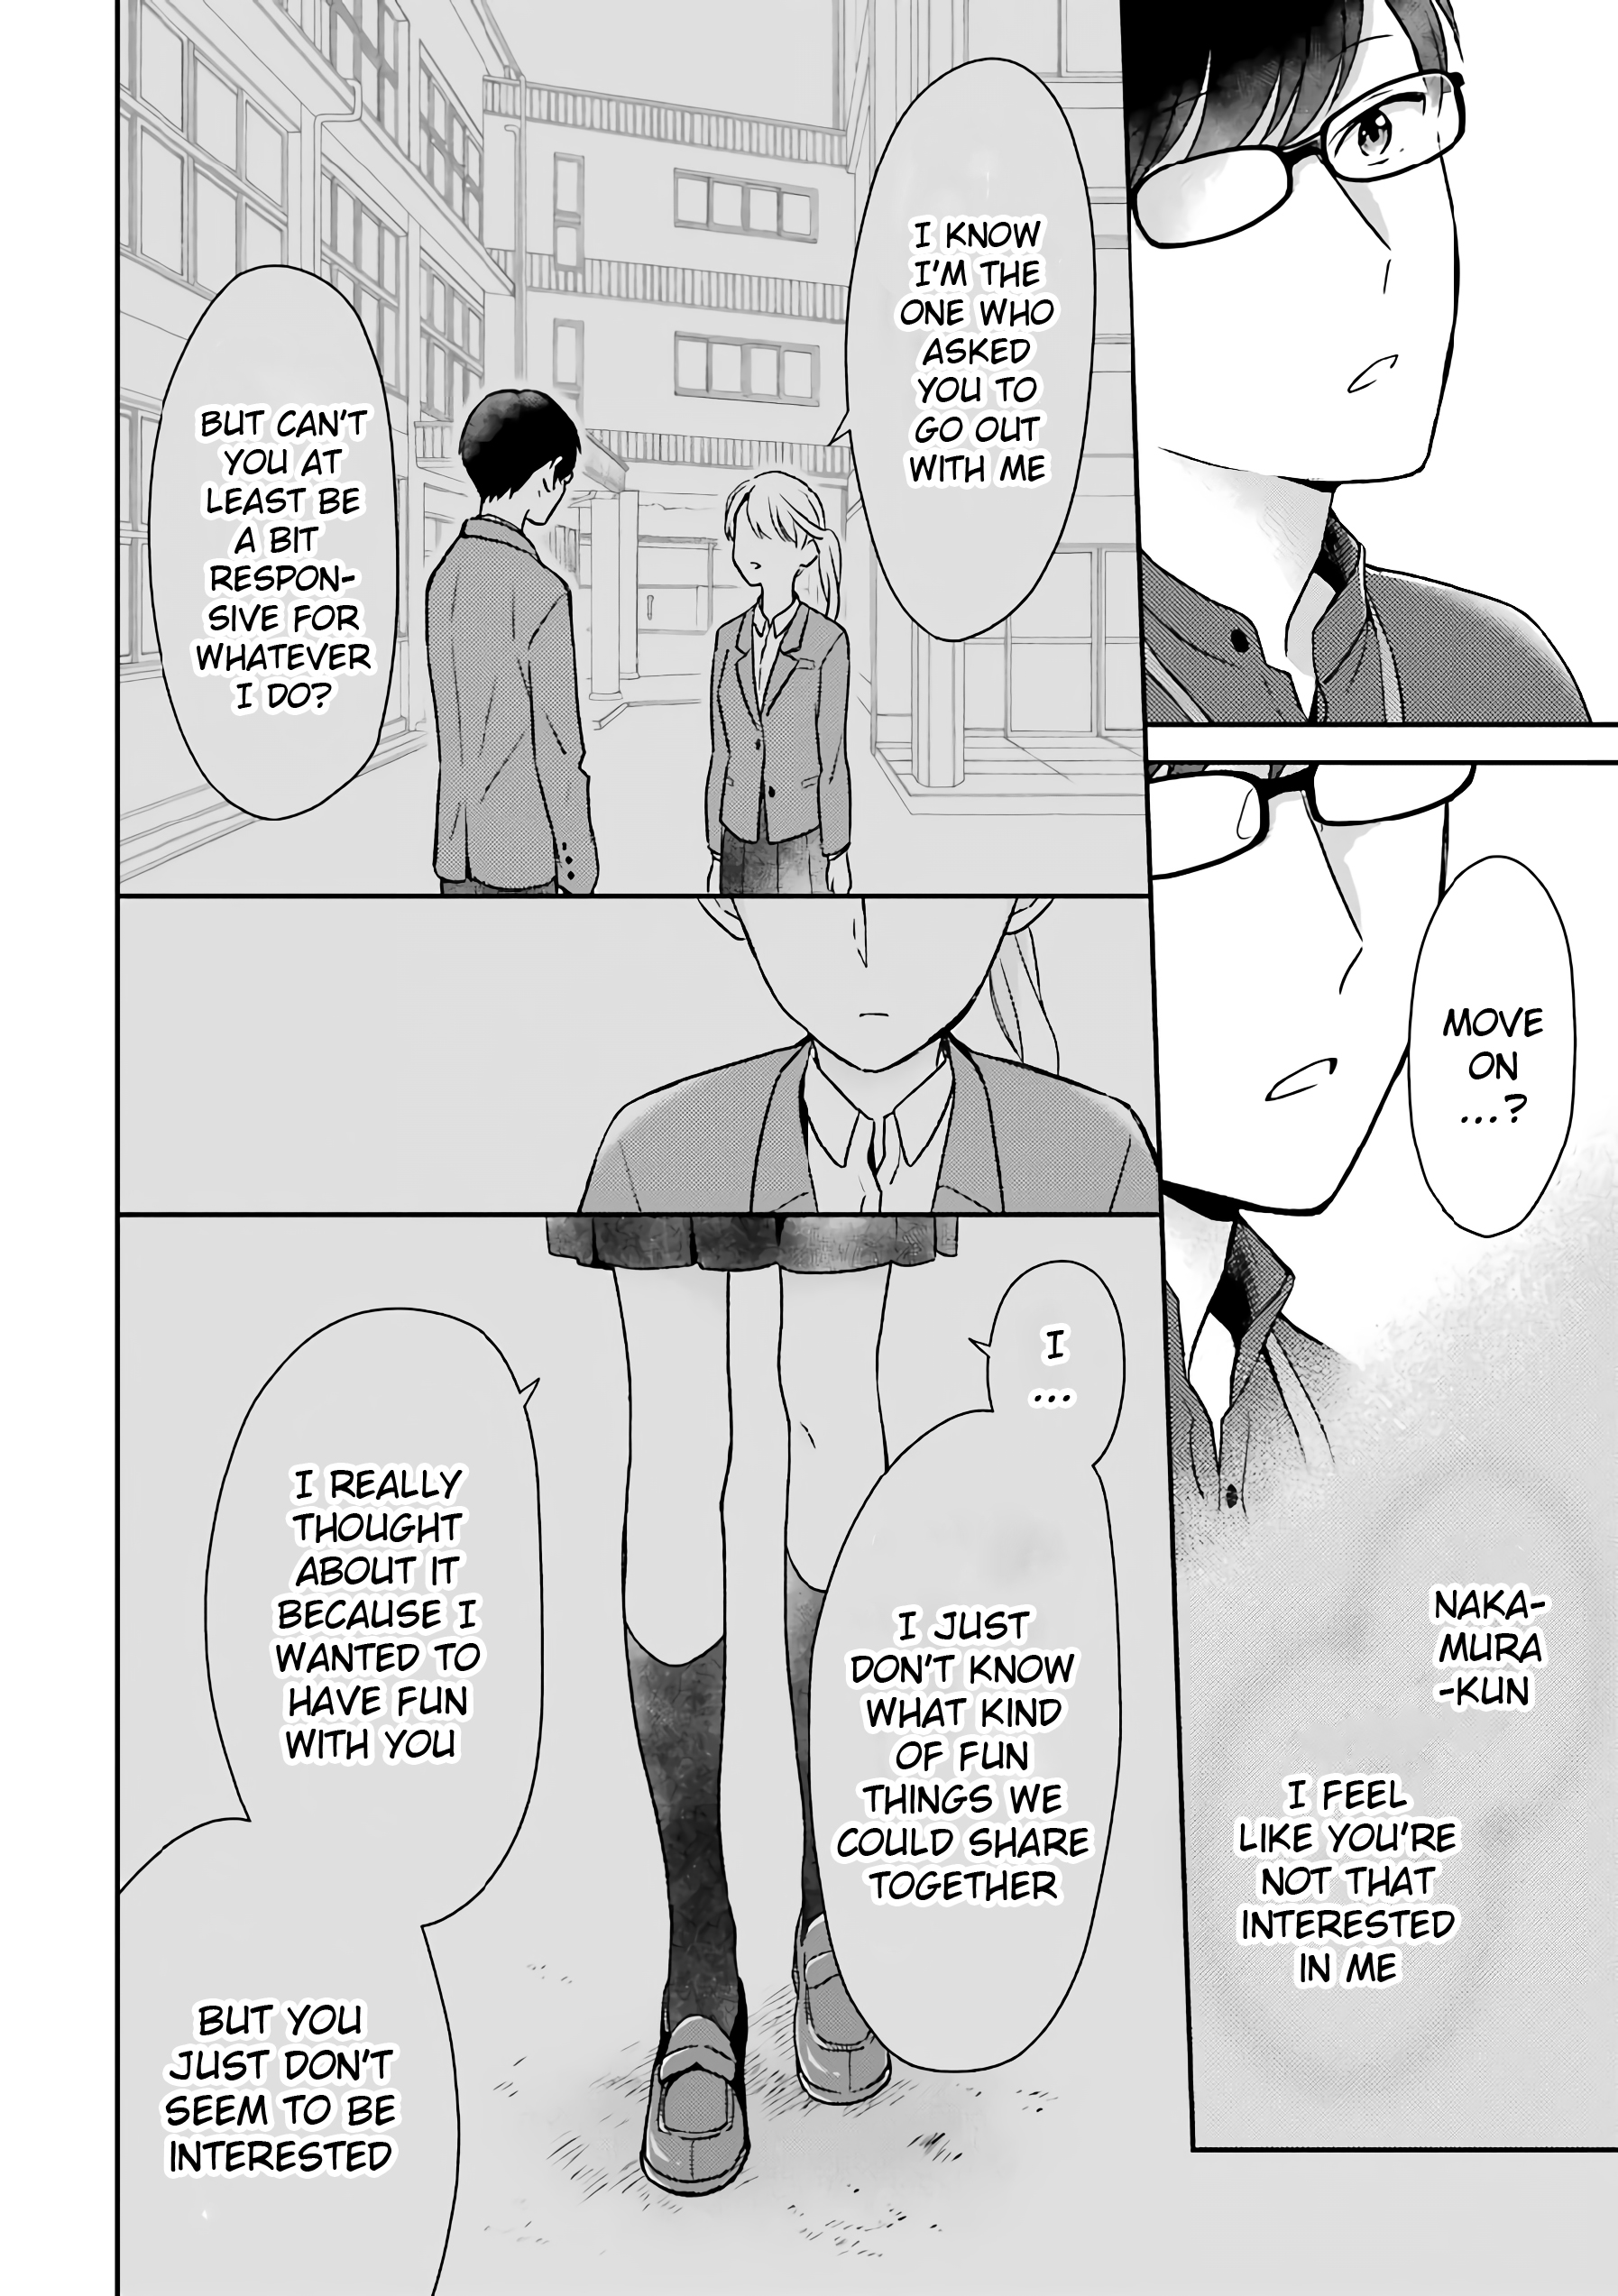 MOVE
ON
...?
NAKA-
MURA
-KUN
I FEEL
LIKE YOU'RE
NOT THAT
INTERESTED
IN ME
I KNOW
I'M THE
ONE WHO
ASKED
YOU TO
GO OUT
WITH ME
BUT CAN'T
YOU AT
LEAST BE
A BIT
RESPON-
SIVE FOR
WHATEVER
I DO?
I
...
I JUST
DON'T KNOW
WHAT KIND
OF FUN
THINGS WE
COULD SHARE
TOGETHER
I REALLY
THOUGHT
ABOUT IT
BECAUSE I
WANTED TO
HAVE FUN
WITH YOU
BUT YOU
JUST DON'T
SEEM TO BE
INTERESTED